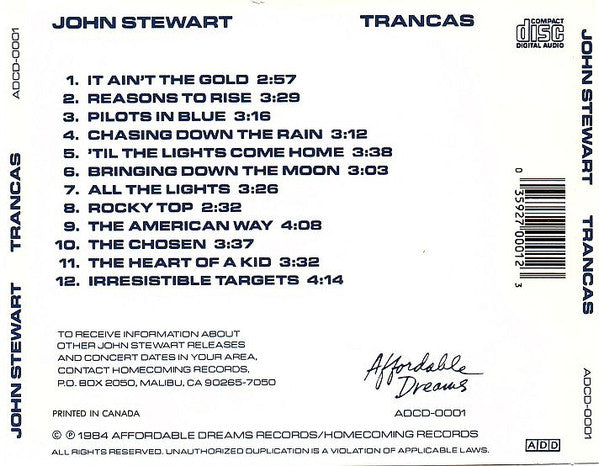 JOHN STEWART TRANCAS
COMPACT
disc
DIGITAL AUDIO
1. IT AIN'T THE GOLD 2:57
2. REASONS TO RISE 3:29
3. PILOTS IN BLUE 3:16
4. CHASING DOWN THE RAIN 3:12
5. 'TIL THE LIGHTS COME HOME 3:38
6. BRINGING DOWN THE MOON 3:03
7. ALL THE LIGHTS 3:26
8. ROCKY TOP 2:32
9. THE AMERICAN WAY 4:08
10. THE CHOSEN 3:37
11. THE HEART OF A KID 3:32
12. IRRESISTIBLE TARGETS 4:14
0 35927 00012 3
TO RECEIVE INFORMATION ABOUT
OTHER JOHN STEWART RELEASES
AND CONCERT DATES IN YOUR AREA,
CONTACT HOMECOMING RECORDS,
P.O. BOX 2050, MALIBU, CA 90265-7050
Affordable
Dreams
PRINTED IN CANADA
ADCD-0001
© ℗ 1984 AFFORDABLE DREAMS RECORDS/HOMECOMING RECORDS
ALL RIGHTS RESERVED. UNAUTHORIZED DUPLICATION IS A VIOLATION OF APPLICABLE LAWS.
ADD
JOHN STEWART TRANCAS ADCD-0001
JOHN STEWART TRANCAS ADCD-0001